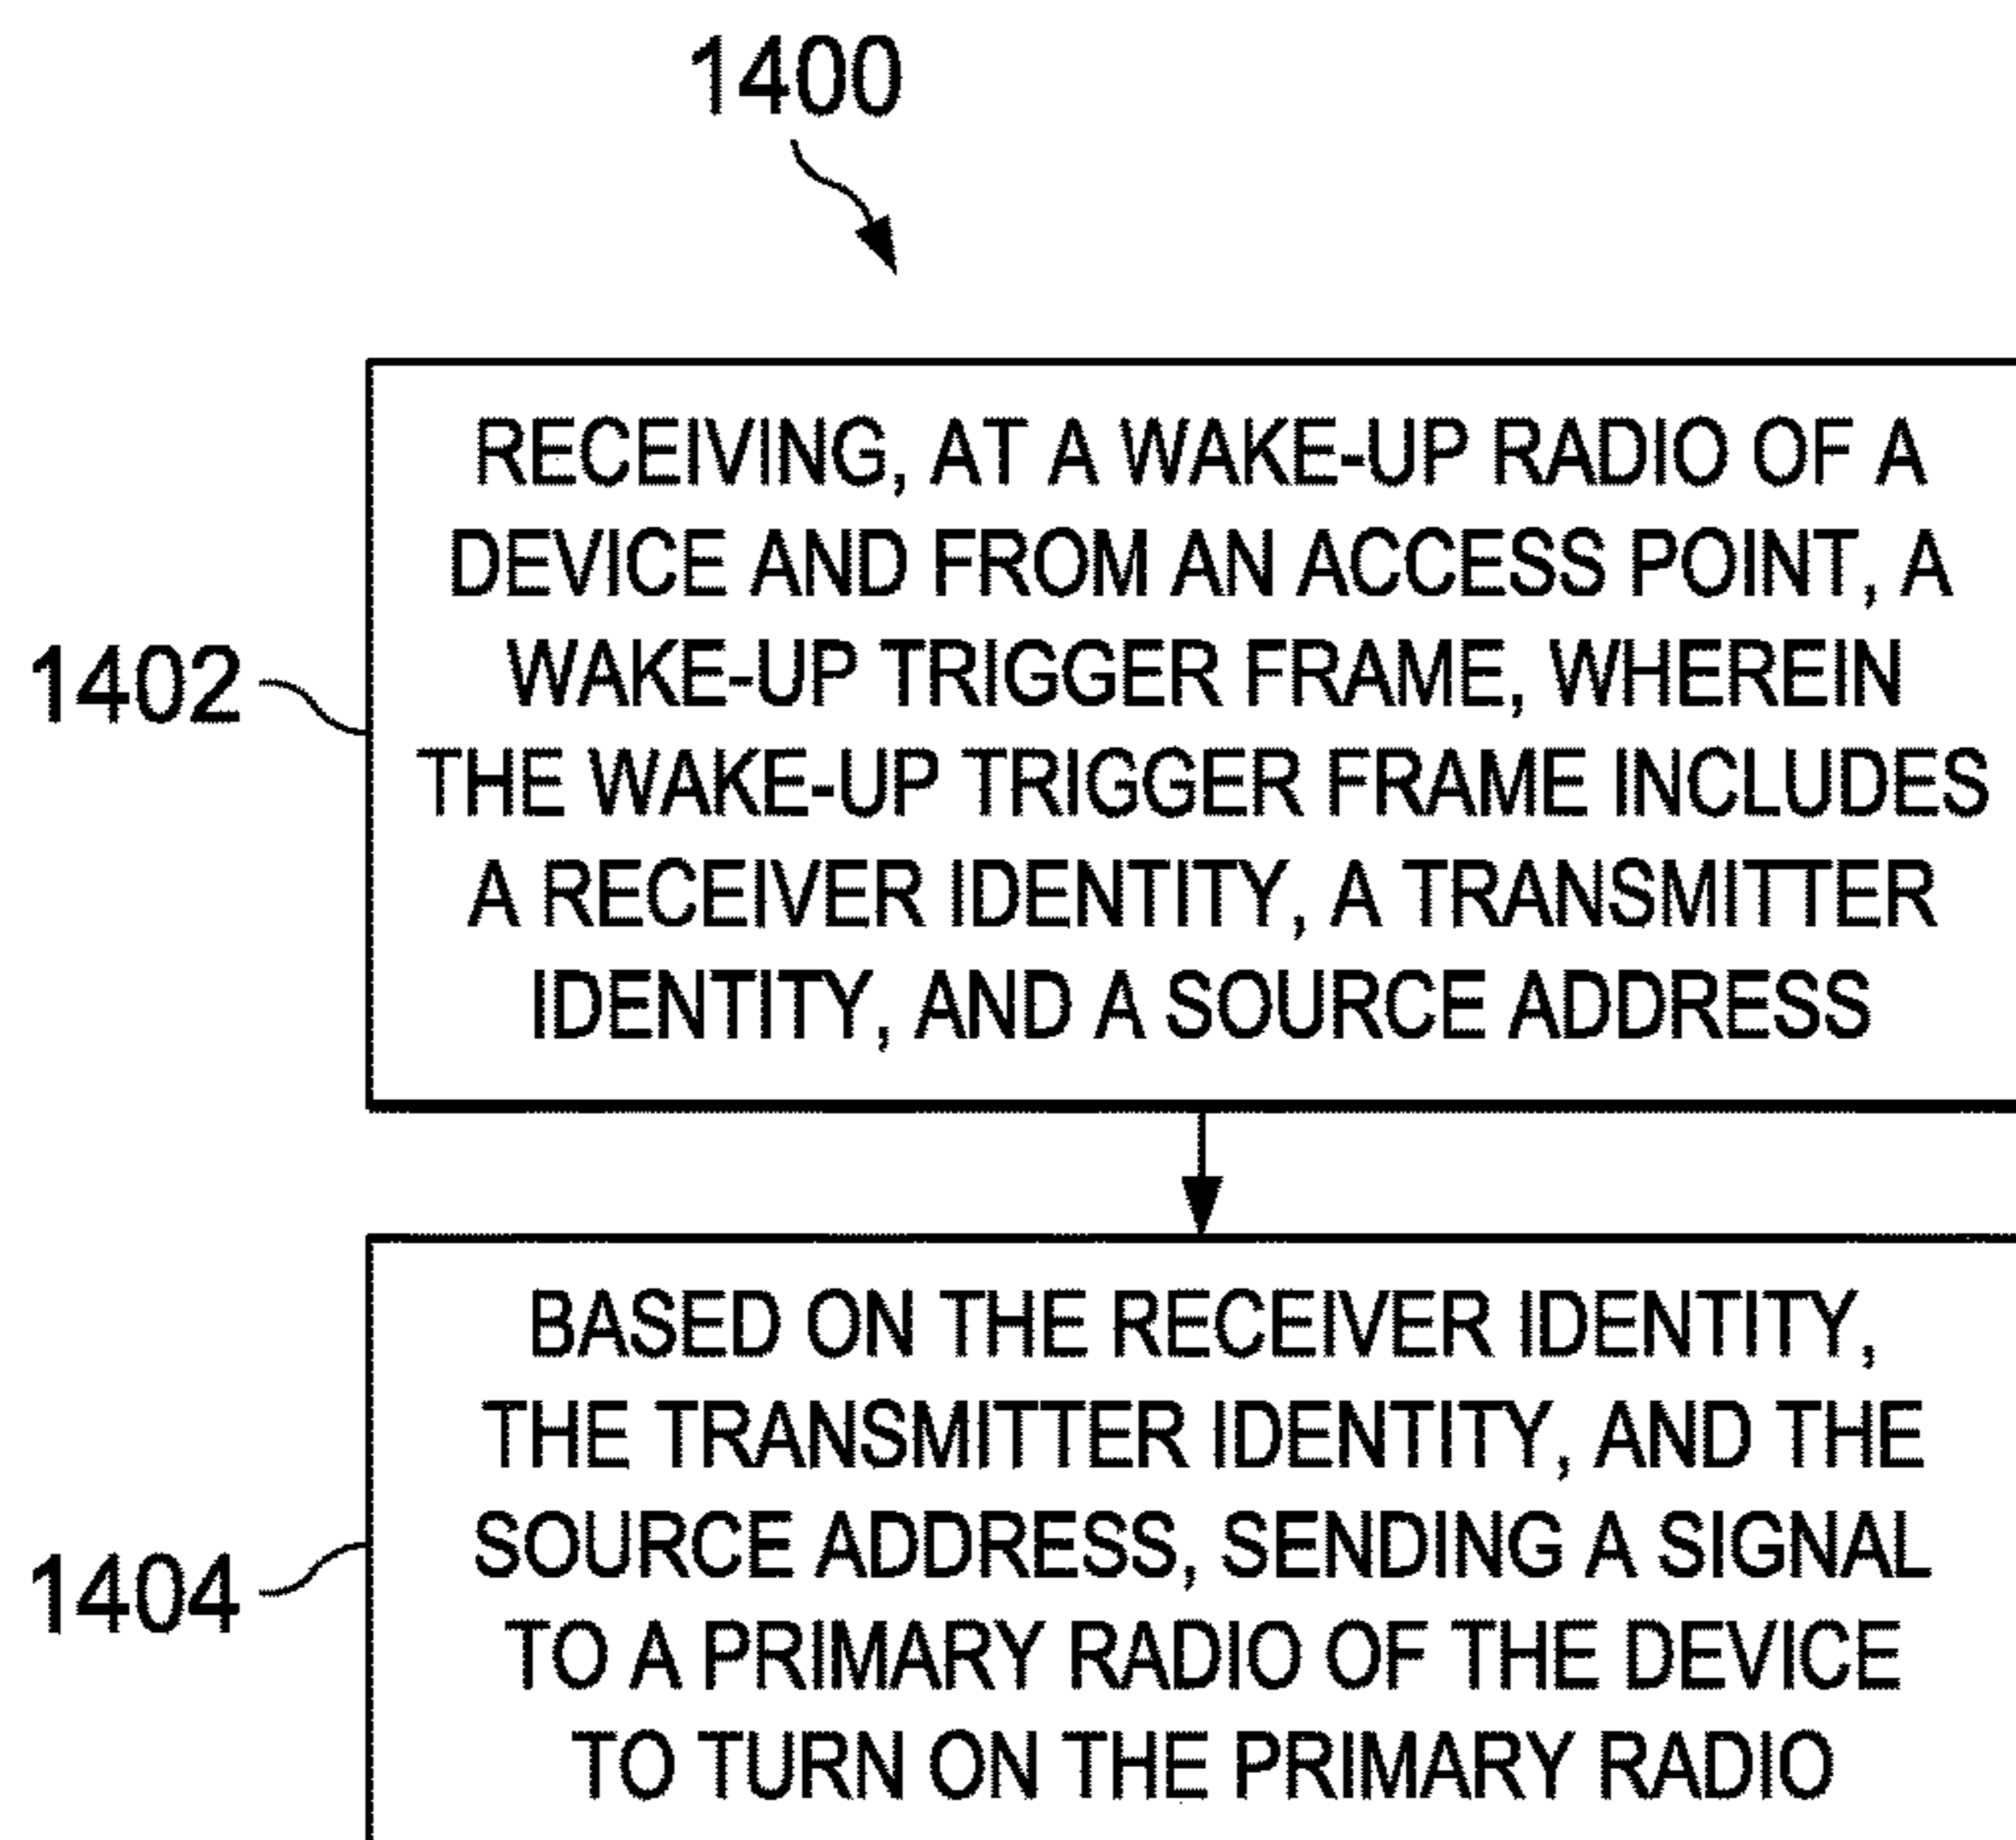 1400
RECEIVING, AT A WAKE-UP RADIO OF A
DEVICE AND FROM AN ACCESS POINT, A
WAKE-UP TRIGGER FRAME, WHEREIN
THE WAKE-UP TRIGGER FRAME INCLUDES
A RECEIVER IDENTITY, A TRANSMITTER
IDENTITY, AND A SOURCE ADDRESS
1402
BASED ON THE RECEIVER IDENTITY,
THE TRANSMITTER IDENTITY, AND THE
SOURCE ADDRESS, SENDING A SIGNAL
TO A PRIMARY RADIO OF THE DEVICE
TO TURN ON THE PRIMARY RADIO
1404